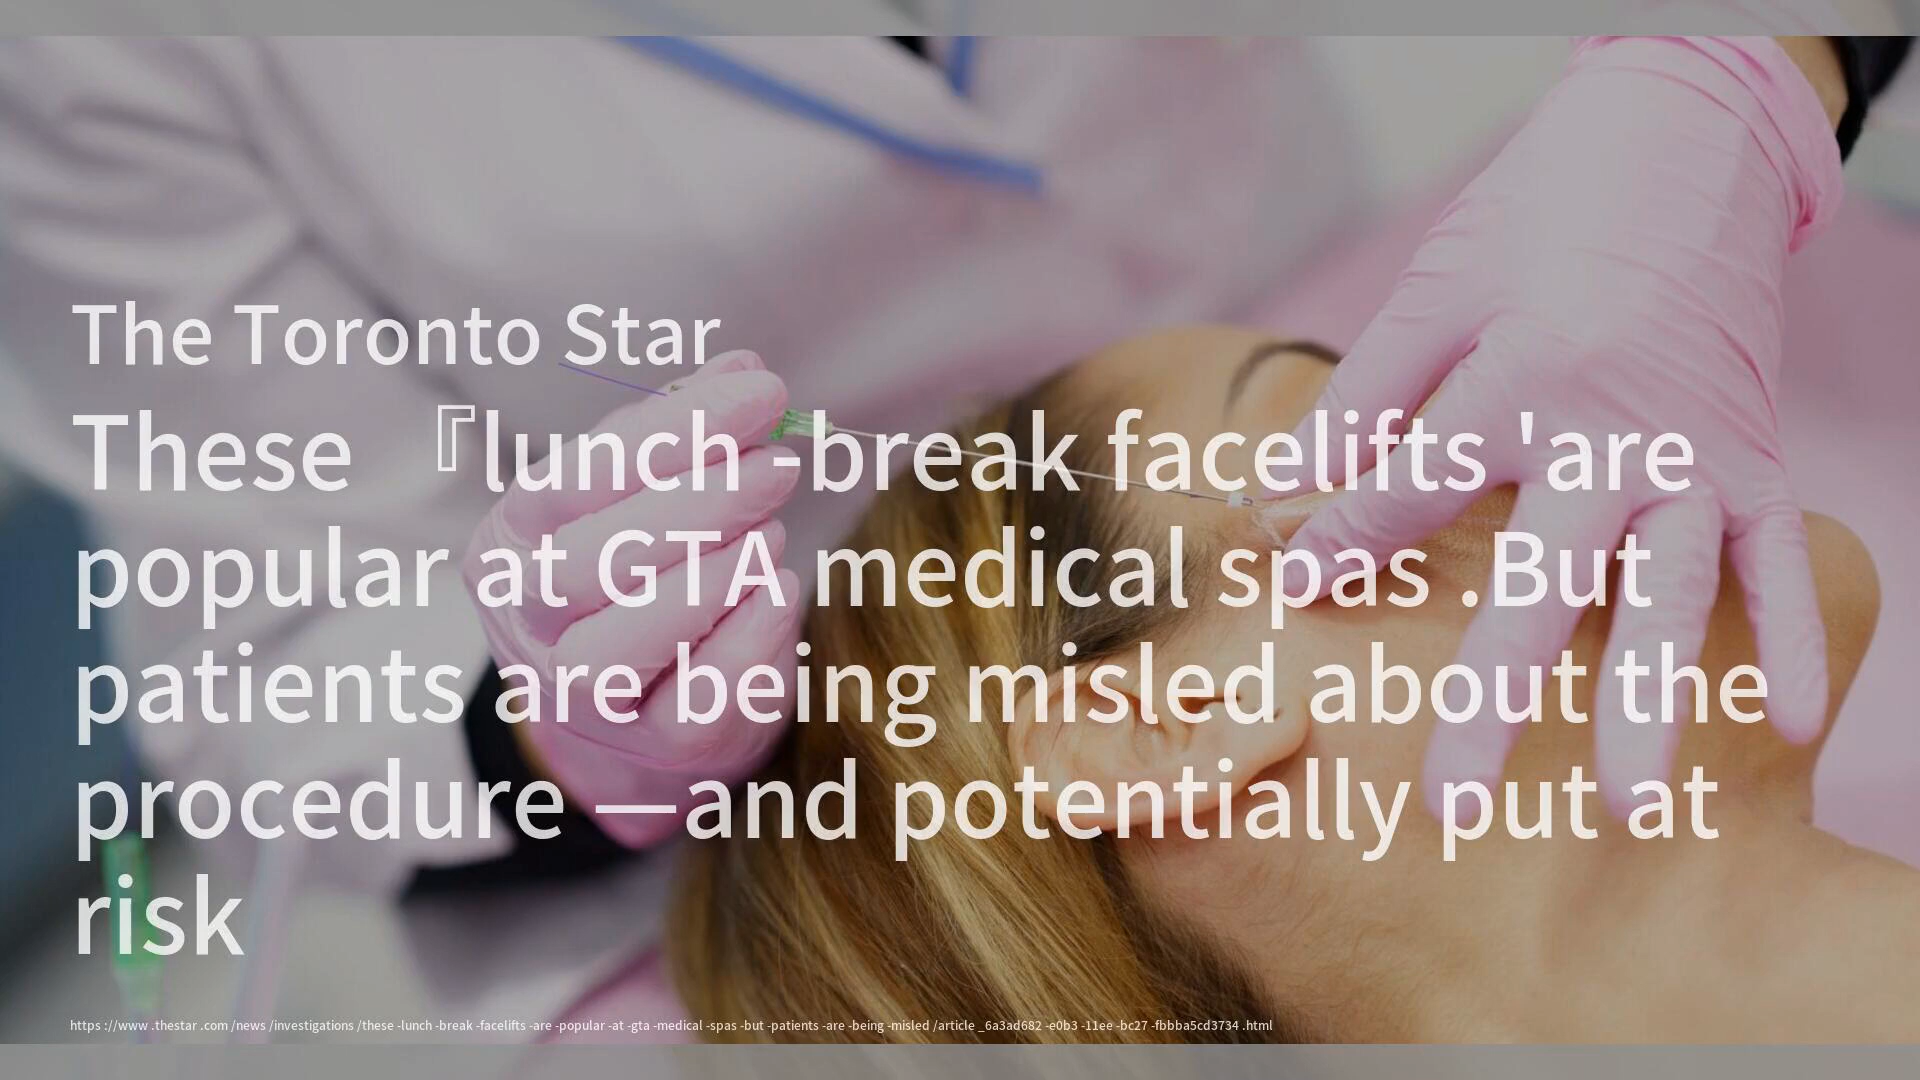 The Toronto Star
These 『lunch -break facelifts 'are
popular at GTA medical spas .But
patients are being misled about the
procedure —and potentially put at
risk
https ://www .thestar .com /news /investigations /these -lunch -break -facelifts -are -popular -at -gta -medical -spas -but -patients -are -being -misled /article _6a3ad682 -e0b3 -11ee -bc27 -fbbba5cd3734 .html